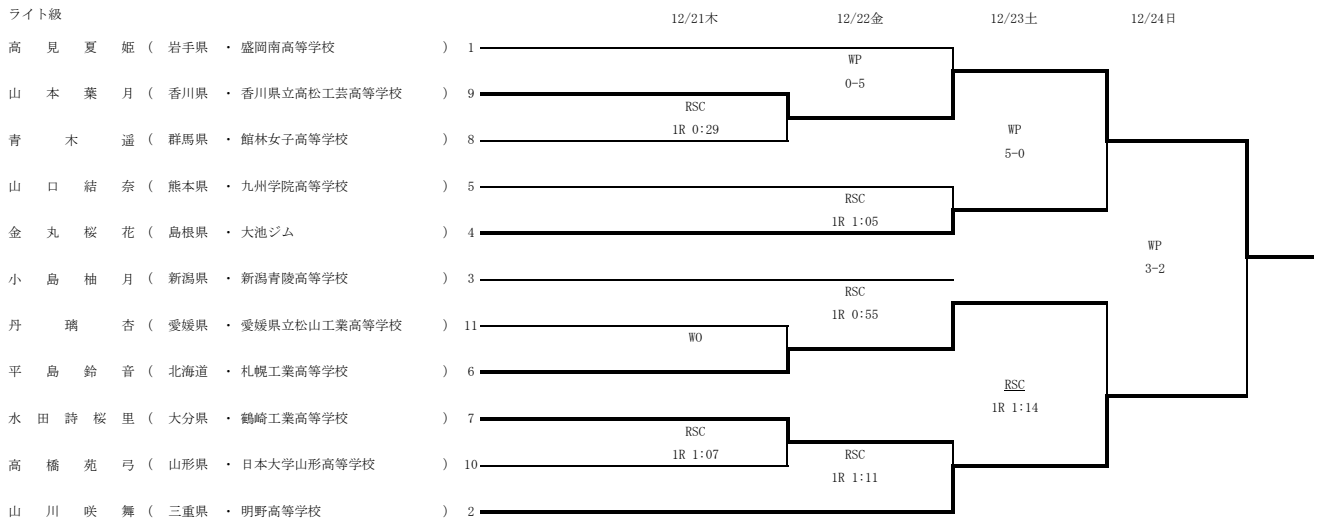 ライト級 12/21木 12/22金 12/23土 12/24日
高見夏姫 ( 岩手県 ・ 盛岡南高等学校 ) 1
WP
0-5
山本葉月 ( 香川県 ・ 香川県立高松工芸高等学校 ) 9
RSC
1R 0:29
青木遥 ( 群馬県 ・ 館林女子高等学校 ) 8
WP
5-0
山口結奈 ( 熊本県 ・ 九州学院高等学校 ) 5
RSC
1R 1:05
金丸桜花 ( 島根県 ・ 大池ジム ) 4
WP
3-2
小島柚月 ( 新潟県 ・ 新潟青陵高等学校 ) 3
RSC
1R 0:55
丹璃杏 ( 愛媛県 ・ 愛媛県立松山工業高等学校 ) 11
WO
平島鈴音 ( 北海道 ・ 札幌工業高等学校 ) 6
RSC
1R 1:14
水田詩桜里 ( 大分県 ・ 鶴崎工業高等学校 ) 7
RSC
1R 1:07
高橋苑弓 ( 山形県 ・ 日本大学山形高等学校 ) 10
RSC
1R 1:11
山川咲舞 ( 三重県 ・ 明野高等学校 ) 2